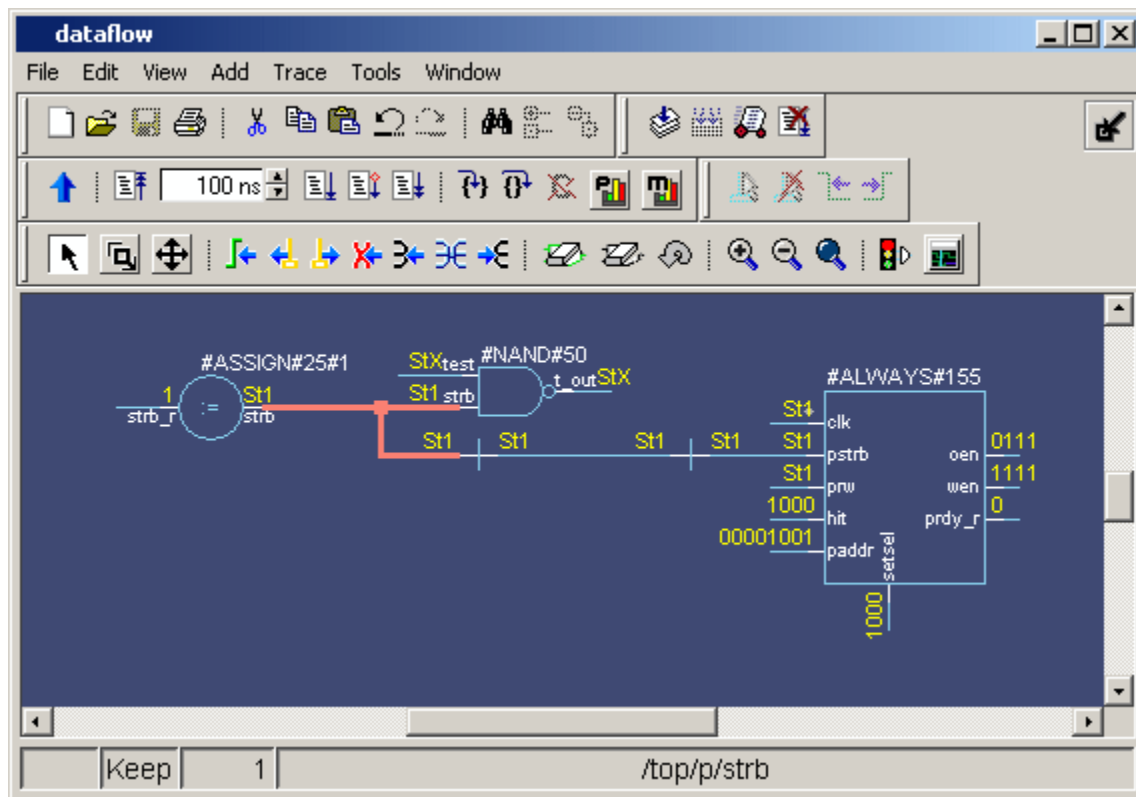 dataflow
File Edit View Add Trace Tools Window
100 ns
#ASSIGN#25#1
1
strb_r
:=
St1
strb
StX test
#NAND#50
t_out StX
St1 strb
St1 St1 St1 St1 St1
#ALWAYS#155
St1 clk
pstrb
St1 prw
1000 hit
00001001 paddr
oen 0111
wen 1111
prdy_r 0
setsel
1000
Keep 1 /top/p/strb